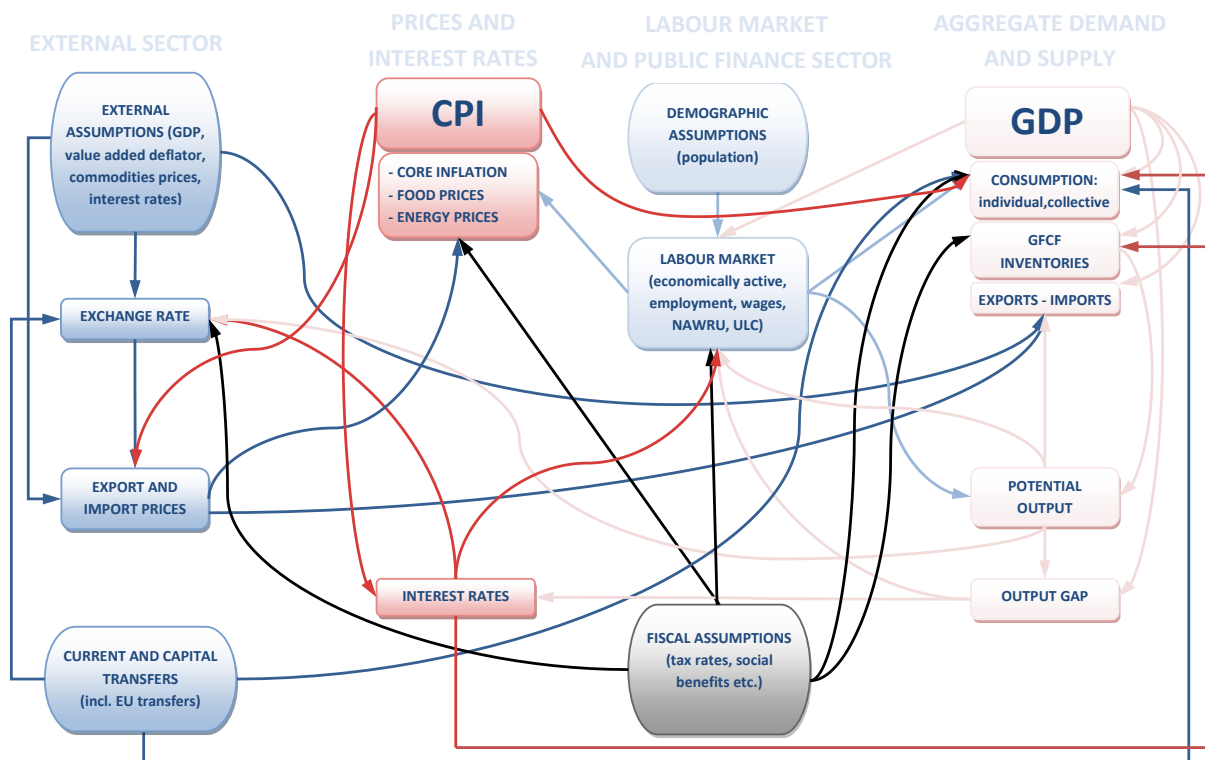 EXTERNAL SECTOR
PRICES AND
INTEREST RATES
LABOUR MARKET
AND PUBLIC FINANCE SECTOR
AGGREGATE DEMAND
AND SUPPLY
EXTERNAL
ASSUMPTIONS (GDP,
value added deflator,
commodities prices,
interest rates)
EXCHANGE RATE
EXPORT AND
IMPORT PRICES
CURRENT AND CAPITAL
TRANSFERS
(incl. EU transfers)
CPI
- CORE INFLATION
- FOOD PRICES
- ENERGY PRICES
INTEREST RATES
DEMOGRAPHIC
ASSUMPTIONS
(population)
LABOUR MARKET
(economically active,
employment, wages,
NAWRU, ULC)
FISCAL ASSUMPTIONS
(tax rates, social
benefits etc.)
GDP
CONSUMPTION:
individual,collective
GFCF
INVENTORIES
EXPORTS - IMPORTS
POTENTIAL
OUTPUT
OUTPUT GAP